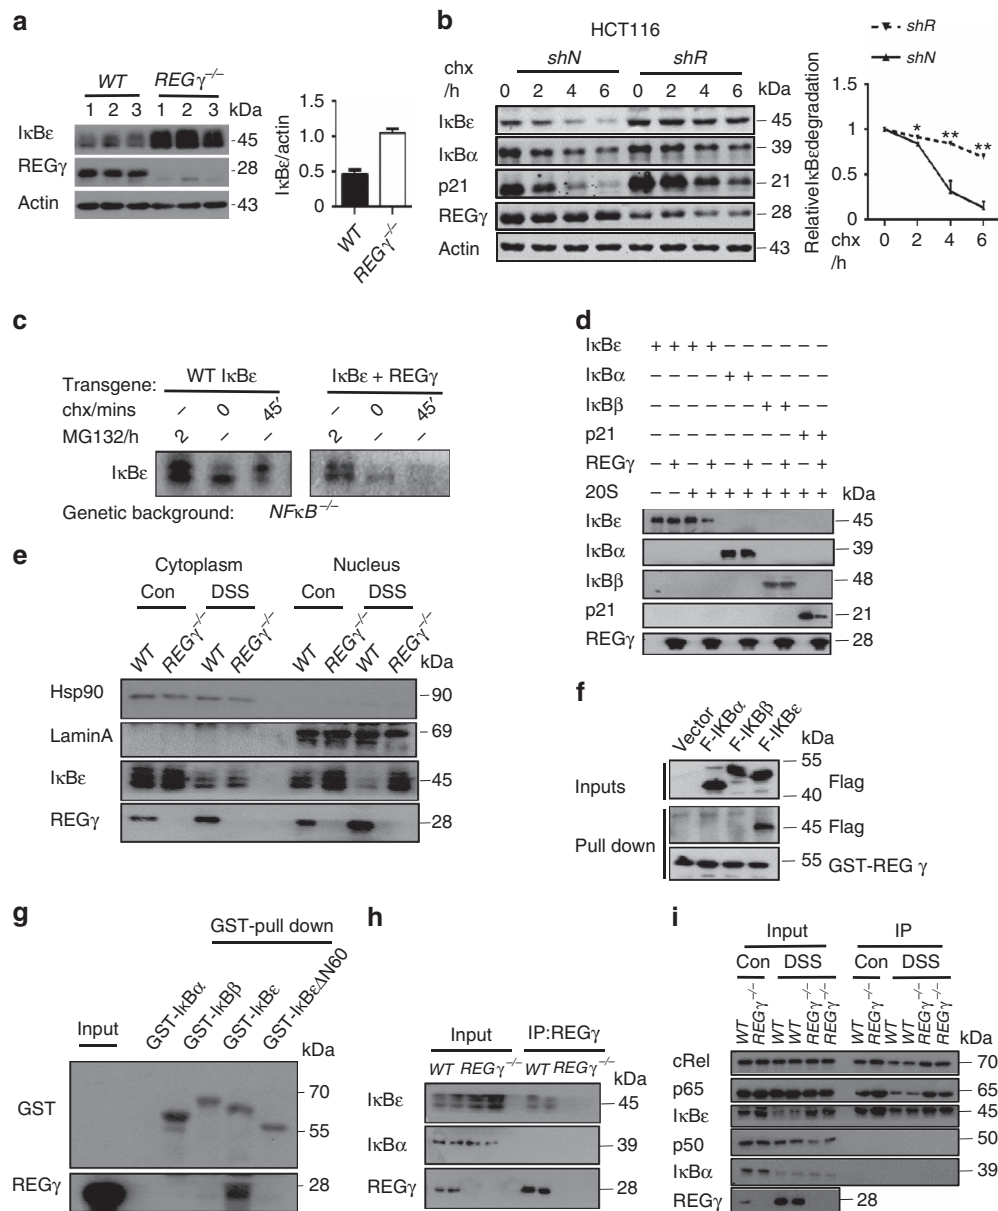 a
WT REGγ–/–
1 2 3 1 2 3 kDa
IκBε 45
REGγ 28
Actin 43
IκBε/actin
1.5
1.0
0.5
0
WT
REGγ–/–
b
HCT116
chx /h
shN shR
0 2 4 6 0 2 4 6 kDa
IκBε 45
IκBα 39
p21 21
REGγ 28
Actin 43
shR
shN
RelativeIκBεdegradation
1
0.5
0
* ** **
chx /h 0 2 4 6
c
Transgene: WT IκBε IκBε + REGγ
chx/mins – 0 45′ – 0 45′
MG132/h 2 – – 2 – –
IκBε
Genetic background: NFκB–/–
d
IκBε + + + + – – – – – –
IκBα – – – – + + – – – –
IκBβ – – – – – – + + – –
p21 – – – – – – – – + +
REGγ – + – + – + – + – +
20S – – + + + + + + + + kDa
IκBε 45
IκBα 39
IκBβ 48
p21 21
REGγ 28
e
Cytoplasm Nucleus
Con DSS Con DSS
WT REGγ–/– WT REGγ–/– WT REGγ–/– WT REGγ–/–
kDa
Hsp90 90
LaminA 69
IκBε 45
REGγ 28
f
Vector F-IKBα F-IKBβ F-IKBε
kDa
Inputs 55 40 Flag
Pull down 45 Flag
55 GST-REG γ
g
GST-pull down
Input GST-IκBα GST-IκBβ GST-IκBε GST-IκBεΔN60
kDa
GST 70
55
REGγ 28
h
Input IP:REGγ
WT REGγ–/– WT REGγ–/–
kDa
IκBε 45
IκBα 39
REGγ 28
i
Input IP
Con DSS Con DSS
WT REGγ–/– WT WT REGγ–/– REGγ–/– WT REGγ–/– WT WT REGγ–/– REGγ–/–
kDa
cRel 70
p65 65
IκBε 45
p50 50
IκBα 39
REGγ 28